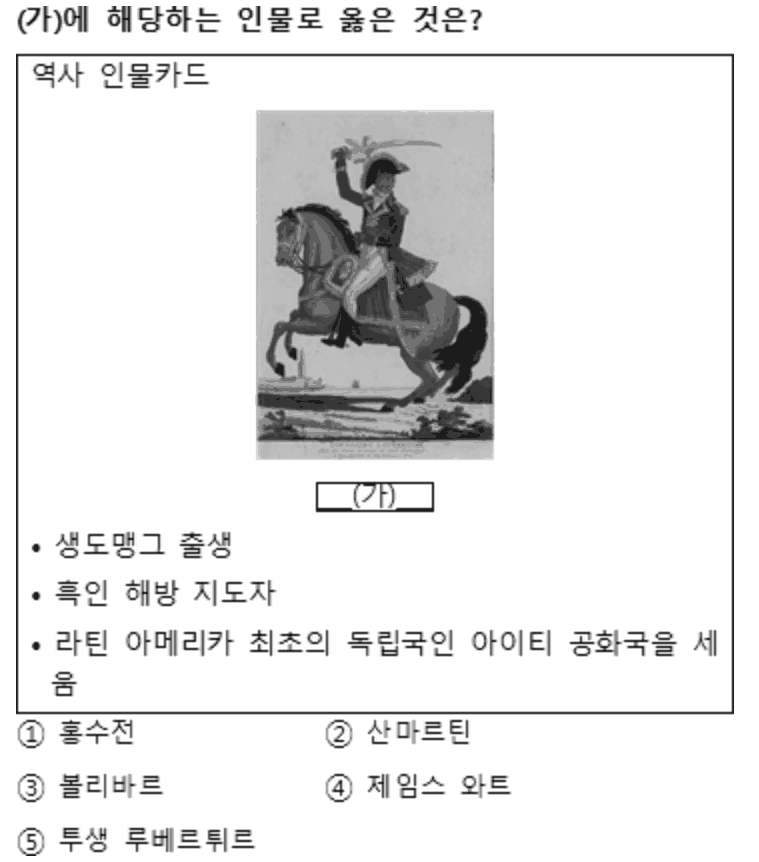 (가)에 해당하는 인물로 옳은 것은?
역사 인물카드
(가)
• 생도맹그 출생
• 흑인 해방 지도자
• 라틴 아메리카 최초의 독립국인 아이티 공화국을 세
움
① 홍수전 ② 산마르틴
③ 볼리바르 ④ 제임스 와트
⑤ 투생 루베르튀르